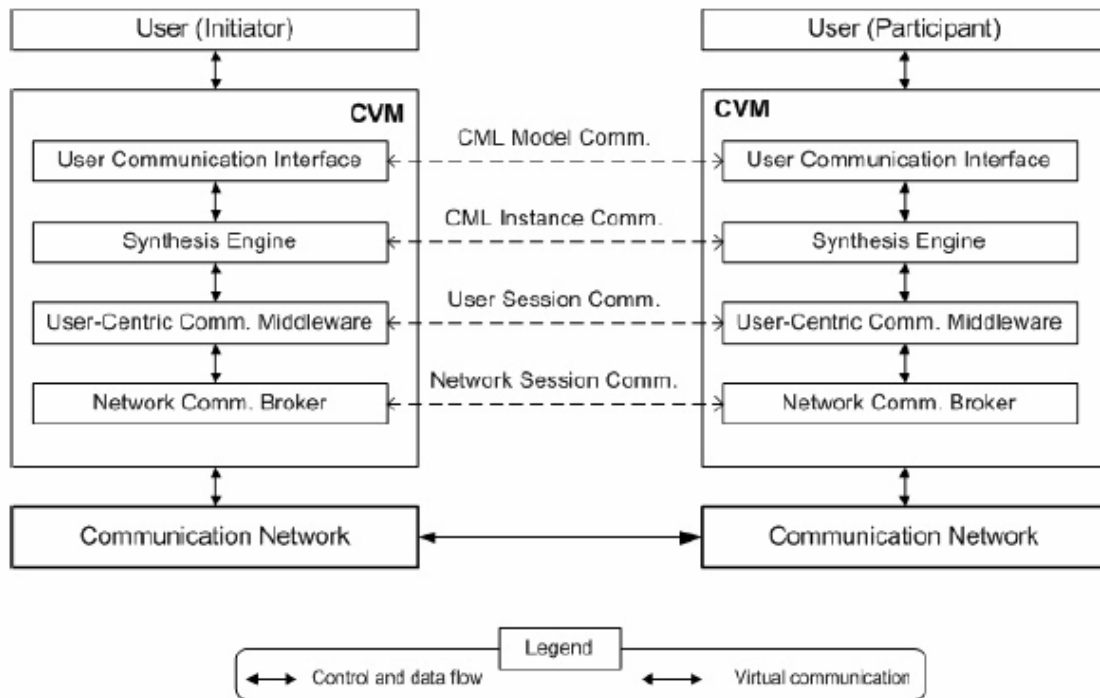 User (Initiator)
User (Participant)
CVM
CVM
CML Model Comm.
User Communication Interface
User Communication Interface
CML Instance Comm.
Synthesis Engine
Synthesis Engine
User Session Comm.
User-Centric Comm. Middleware
User-Centric Comm. Middleware
Network Session Comm.
Network Comm. Broker
Network Comm. Broker
Communication Network
Communication Network
Legend
Control and data flow
Virtual communication